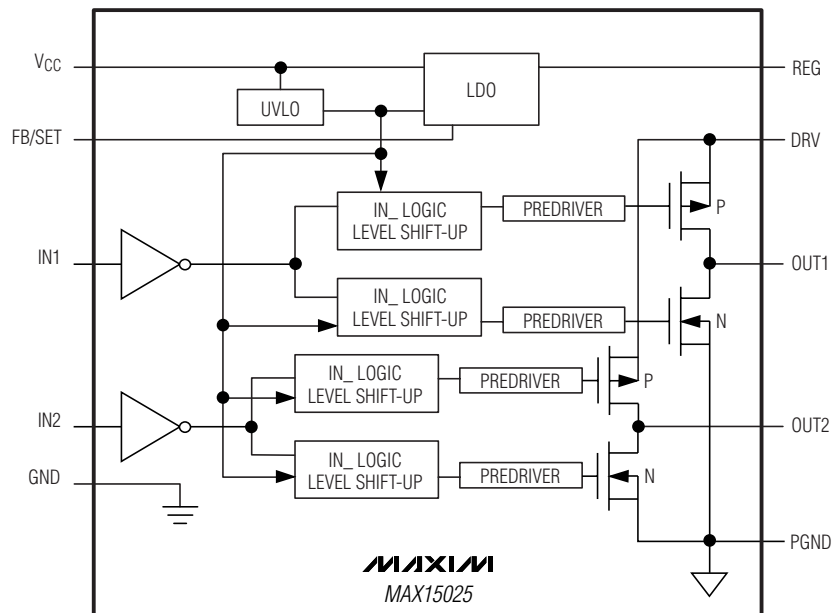 VCC
REG
LDO
UVLO
FB/SET
DRV
IN_ LOGIC
LEVEL SHIFT-UP
PREDRIVER
P
IN1
OUT1
IN_ LOGIC
LEVEL SHIFT-UP
PREDRIVER
N
IN_ LOGIC
LEVEL SHIFT-UP
PREDRIVER
P
IN2
OUT2
IN_ LOGIC
LEVEL SHIFT-UP
PREDRIVER
N
GND
PGND
MAXIM
MAX15025